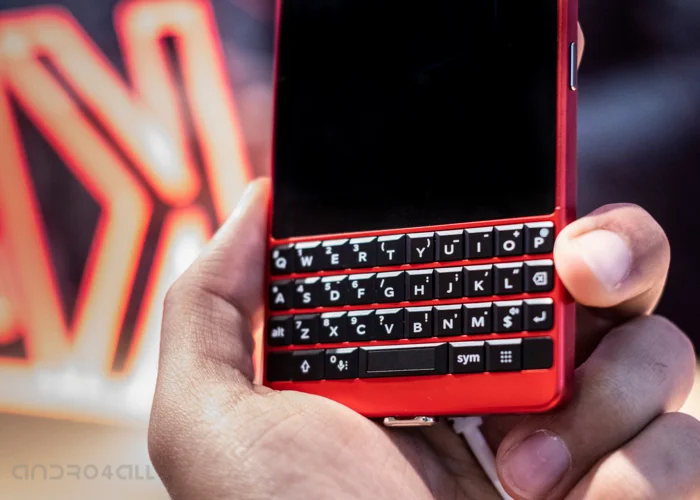 # Q 1 W 2 E 3 R ( T ) Y _ U - I + O @ P
* A 4 S 5 D 6 F / G : H ; J ' K " L
alt 7 Z 8 X 9 C ? V ! B , N . M $
0 sym
ANDRO4ALL